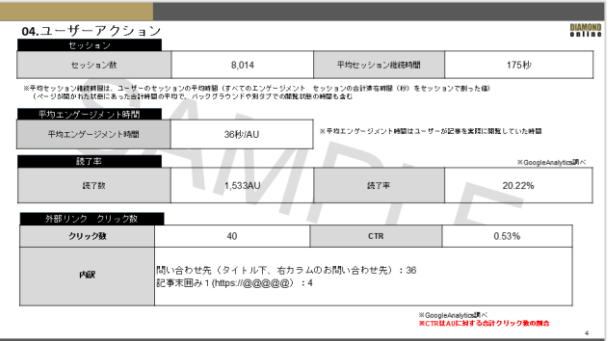 04.ユーザーアクション
DIAMOND
online
セッション
セッション数 8,014 平均セッション継続時間 175秒
※平均セッション継続時間は、ユーザーのセッションの平均時間（すべてのエンゲージメント セッションの合計滞在時間（秒）をセッションで割った値）
（ページが開かれた状態にあった合計時間の平均で、バックグラウンドや別タブでの閲覧状態の時間も含む
平均エンゲージメント時間
平均エンゲージメント時間 36秒/AU ※平均エンゲージメント時間はユーザーが記事を実際に閲覧していた時間
読了率
※GoogleAnalytics調べ
読了数 1,533AU 読了率 20.22%
外部リンク クリック数
クリック数 40 CTR 0.53%
内訳
問い合わせ先（タイトル下、右カラムのお問い合わせ先）：36
記事末囲み1(https://@@@@@）：4
※GoogleAnalytics調べ
※CTRはAUに対する合計クリック数の割合
4
SAMPLE